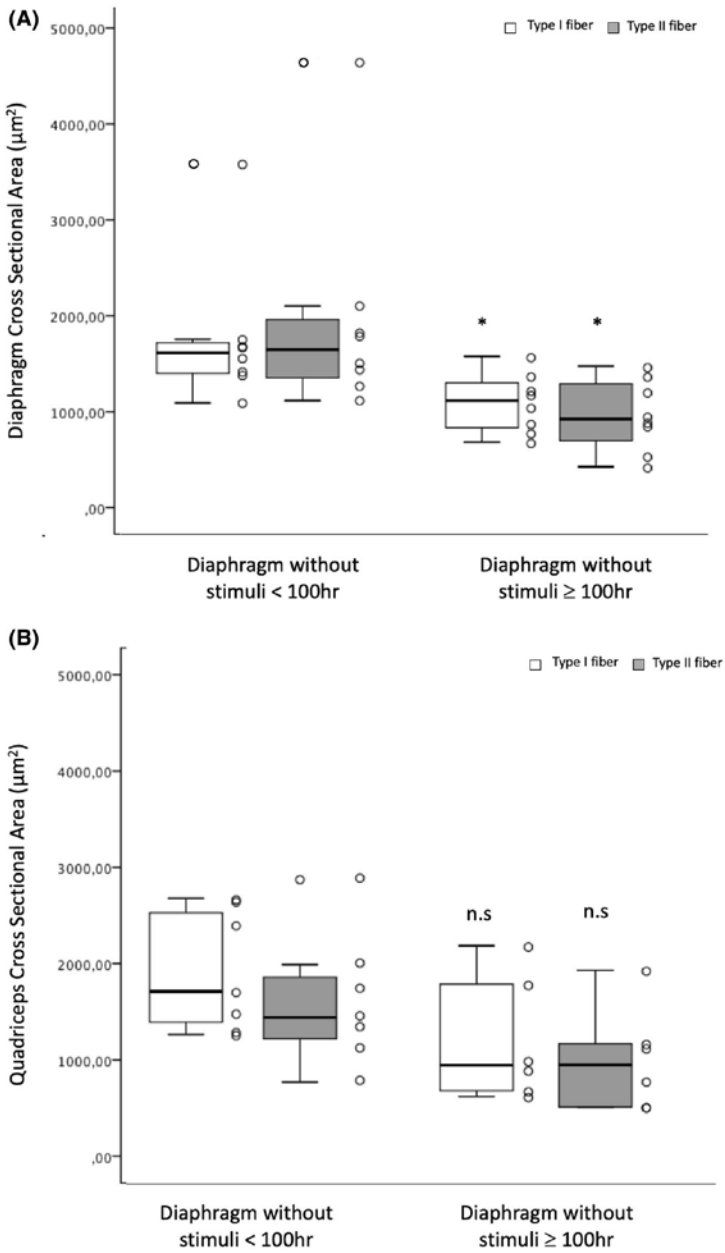 (A)
Type I fiber
Type II fiber
Diaphragm Cross Sectional Area (µm²)
5000,00
4000,00
3000,00
2000,00
1000,00
,00
*
*
Diaphragm without
stimuli < 100hr
Diaphragm without
stimuli ≥ 100hr
(B)
Type I fiber
Type II fiber
Quadriceps Cross Sectional Area (µm²)
5000,00
4000,00
3000,00
2000,00
1000,00
,00
n.s
n.s
Diaphragm without
stimuli < 100hr
Diaphragm without
stimuli ≥ 100hr